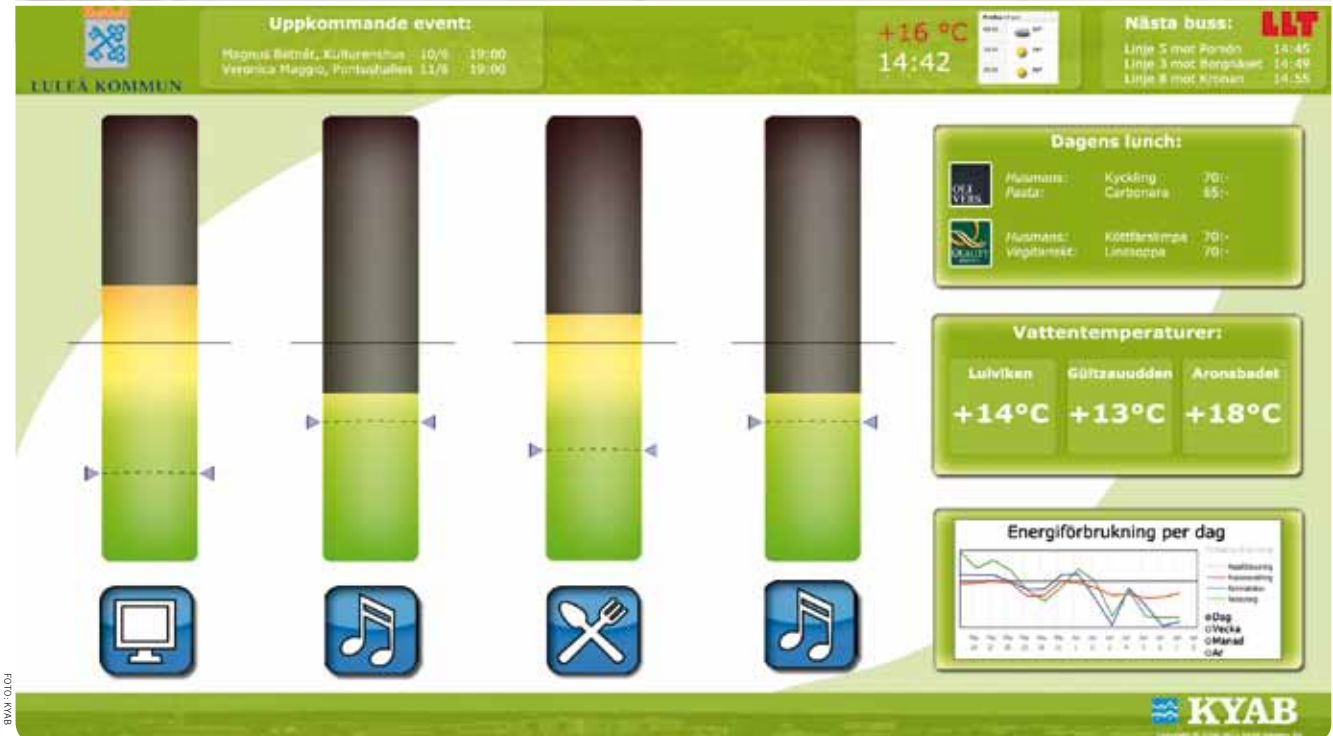 LULEÅ KOMMUN
Uppkommande event:
Magnus Betnér, Kulturenshus 10/6 19:00
Veronica Maggio, Pontushallen 11/6 19:00
+16 °C
14:42
Nästa buss:
LLT
Linje 5 mot Porsön 14:45
Linje 3 mot Bergnäset 14:49
Linje 8 mot Kronan 14:55
Dagens lunch:
OLI
VERS
Husmans: Kyckling 70:-
Pasta: Carbonara 65:-
Husmans: Köttfärslimpa 70:-
Linssoppa 70:-
Vattentemperaturer:
Lulviken Gültzauudden Aronsbadet
+14°C +13°C +18°C
Energiförbrukning per dag
Dag
Vecka
Månad
År
KYAB
FOTO: KYAB